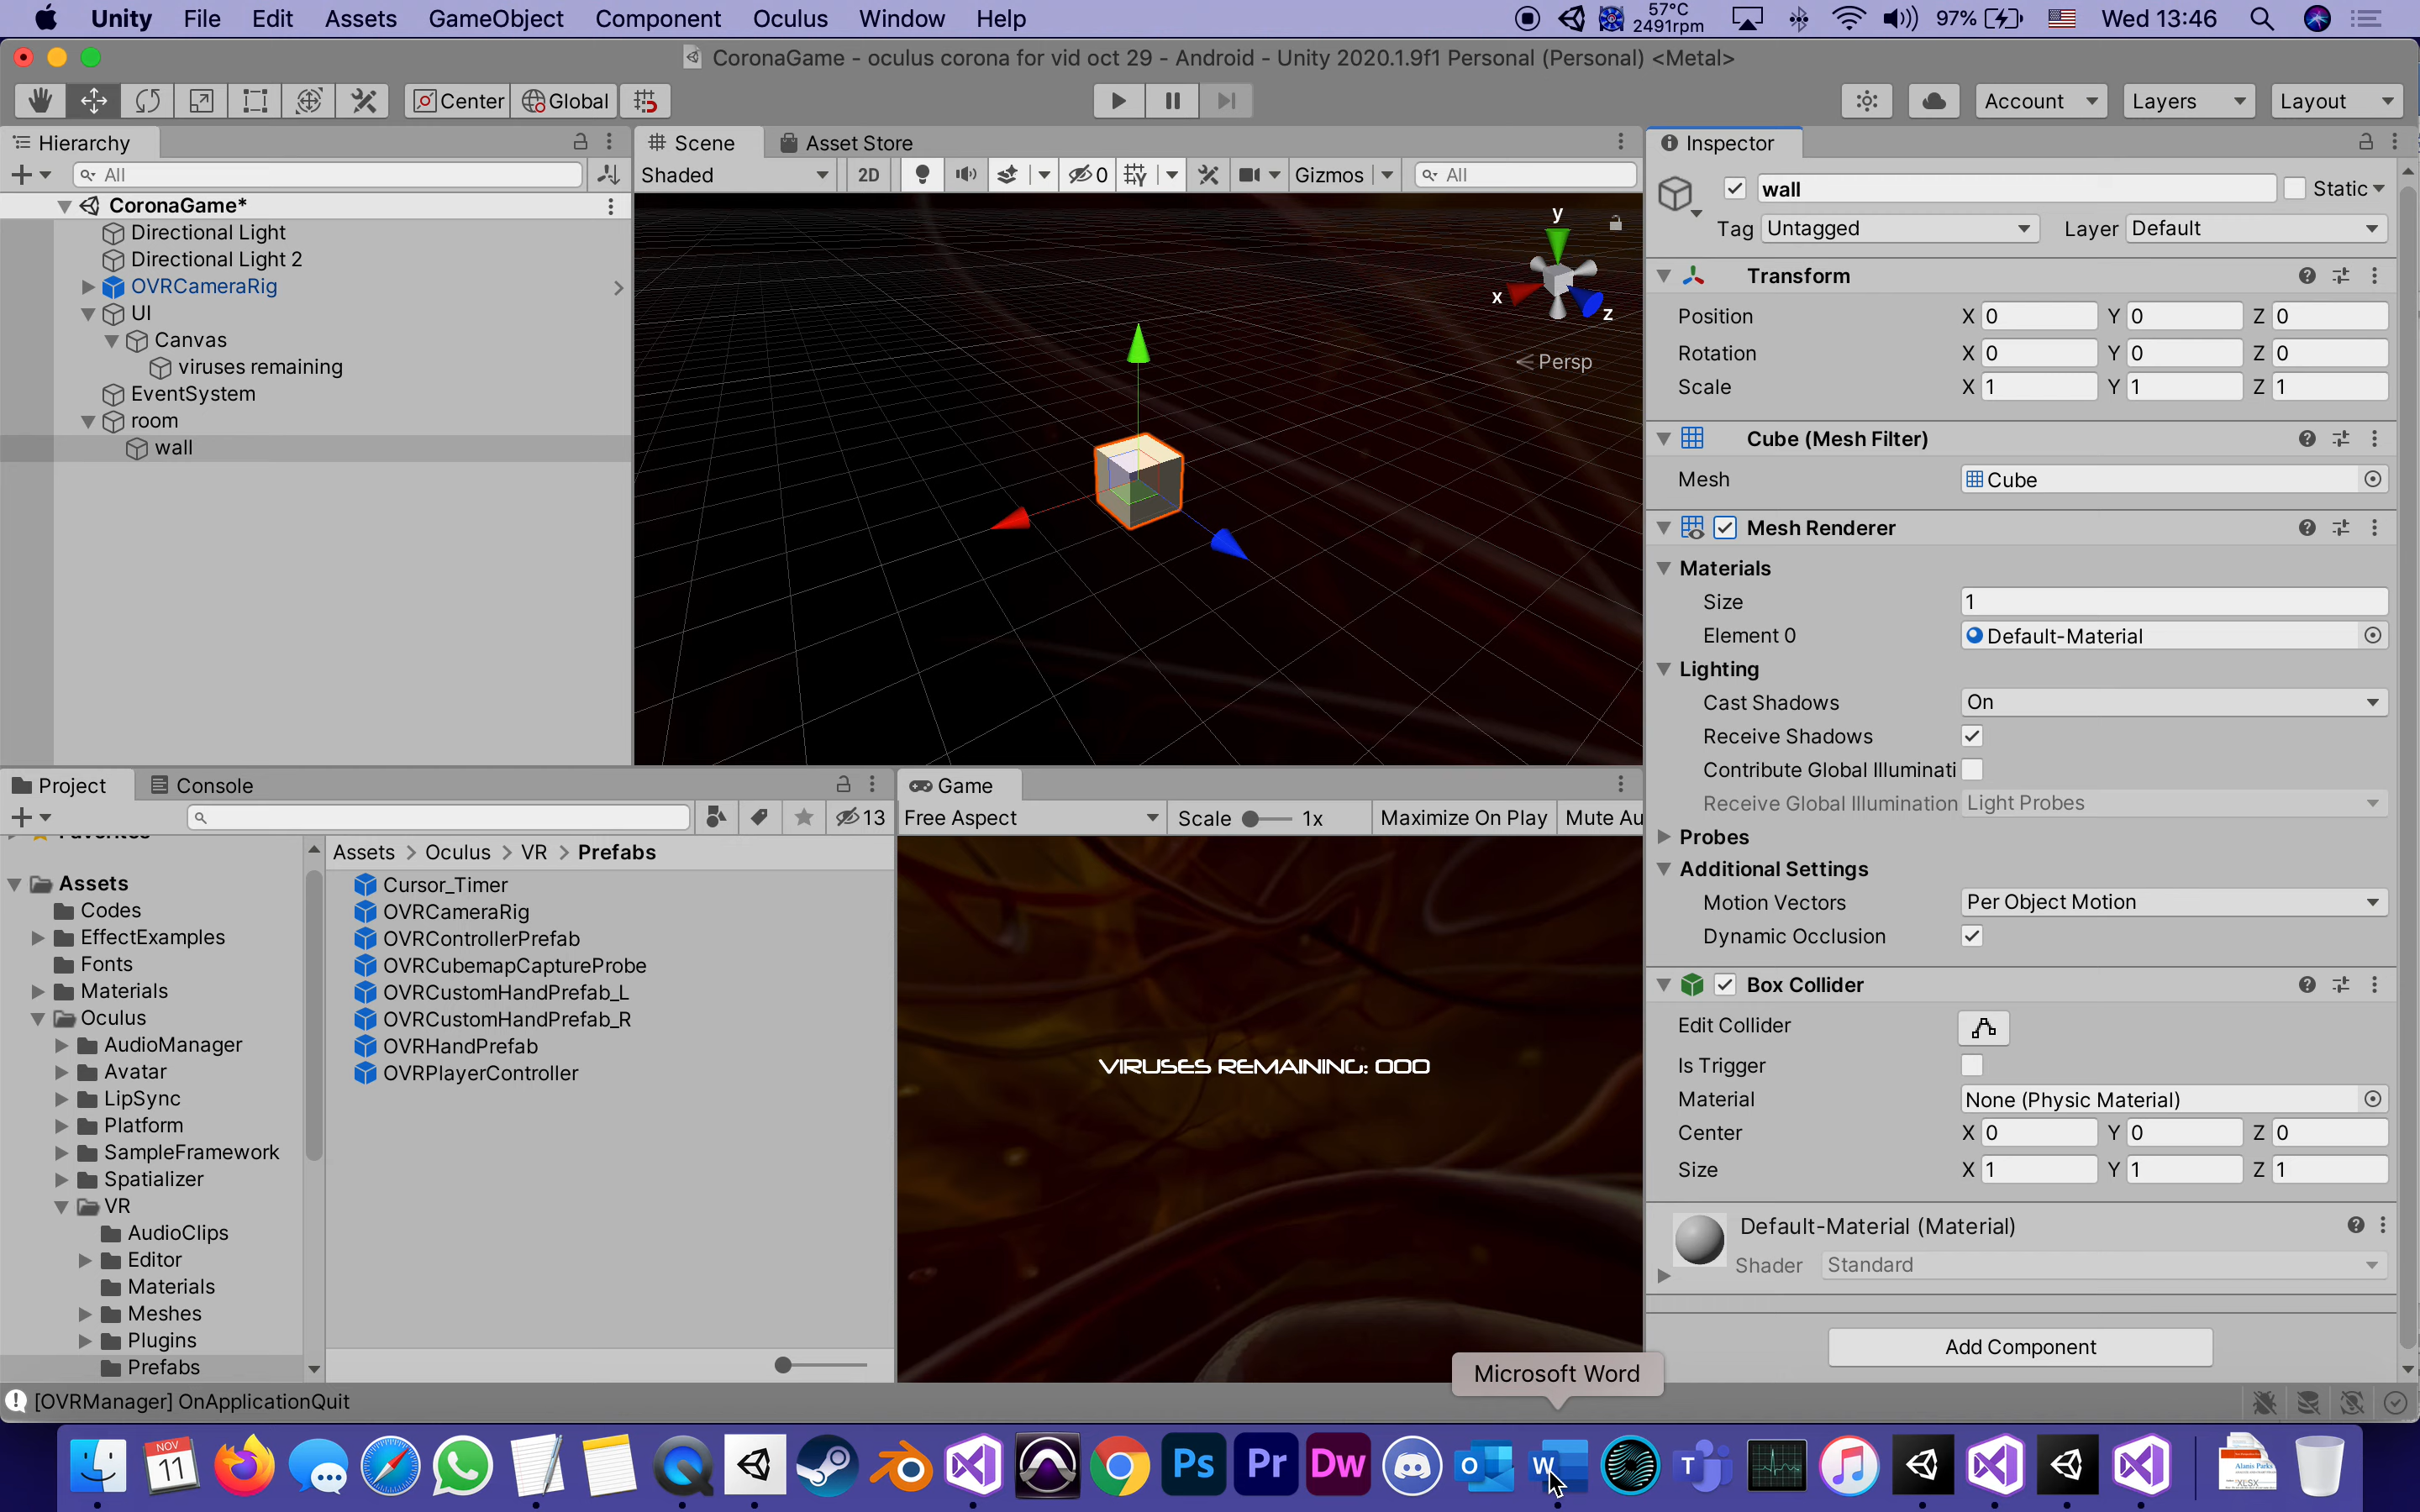 Unity File Edit Assets GameObject Component Oculus Window Help 57°C 2491rpm 97% Wed 13:46
CoronaGame - oculus corona for vid oct 29 - Android - Unity 2020.1.9f1 Personal (Personal) <Metal>
Center Global Account Layers Layout
Hierarchy
All
CoronaGame*
Directional Light
Directional Light 2
OVRCameraRig
UI
Canvas
viruses remaining
EventSystem
room
wall
Scene Asset Store
Shaded 2D 0 Gizmos All
y
x
z
Persp
Inspector
wall Static
Tag Untagged Layer Default
Transform
Position X 0 Y 0 Z 0
Rotation X 0 Y 0 Z 0
Scale X 1 Y 1 Z 1
Cube (Mesh Filter)
Mesh Cube
Mesh Renderer
Materials
Size 1
Element 0 Default-Material
Lighting
Cast Shadows On
Receive Shadows
Contribute Global Illuminati
Receive Global Illumination Light Probes
Probes
Additional Settings
Motion Vectors Per Object Motion
Dynamic Occlusion
Box Collider
Edit Collider
Is Trigger
Material None (Physic Material)
Center X 0 Y 0 Z 0
Size X 1 Y 1 Z 1
Default-Material (Material)
Shader Standard
Add Component
Project Console
13
Favorites
Assets
Codes
EffectExamples
Fonts
Materials
Oculus
AudioManager
Avatar
LipSync
Platform
SampleFramework
Spatializer
VR
AudioClips
Editor
Materials
Meshes
Plugins
Prefabs
Assets > Oculus > VR > Prefabs
Cursor_Timer
OVRCameraRig
OVRControllerPrefab
OVRCubemapCaptureProbe
OVRCustomHandPrefab_L
OVRCustomHandPrefab_R
OVRHandPrefab
OVRPlayerController
Game
Free Aspect Scale 1x Maximize On Play Mute Au
VIRUSES REMAINING: 000
Microsoft Word
[OVRManager] OnApplicationQuit
NOV
11
Ps Pr Dw O W T
Alanis Parks
XLSX